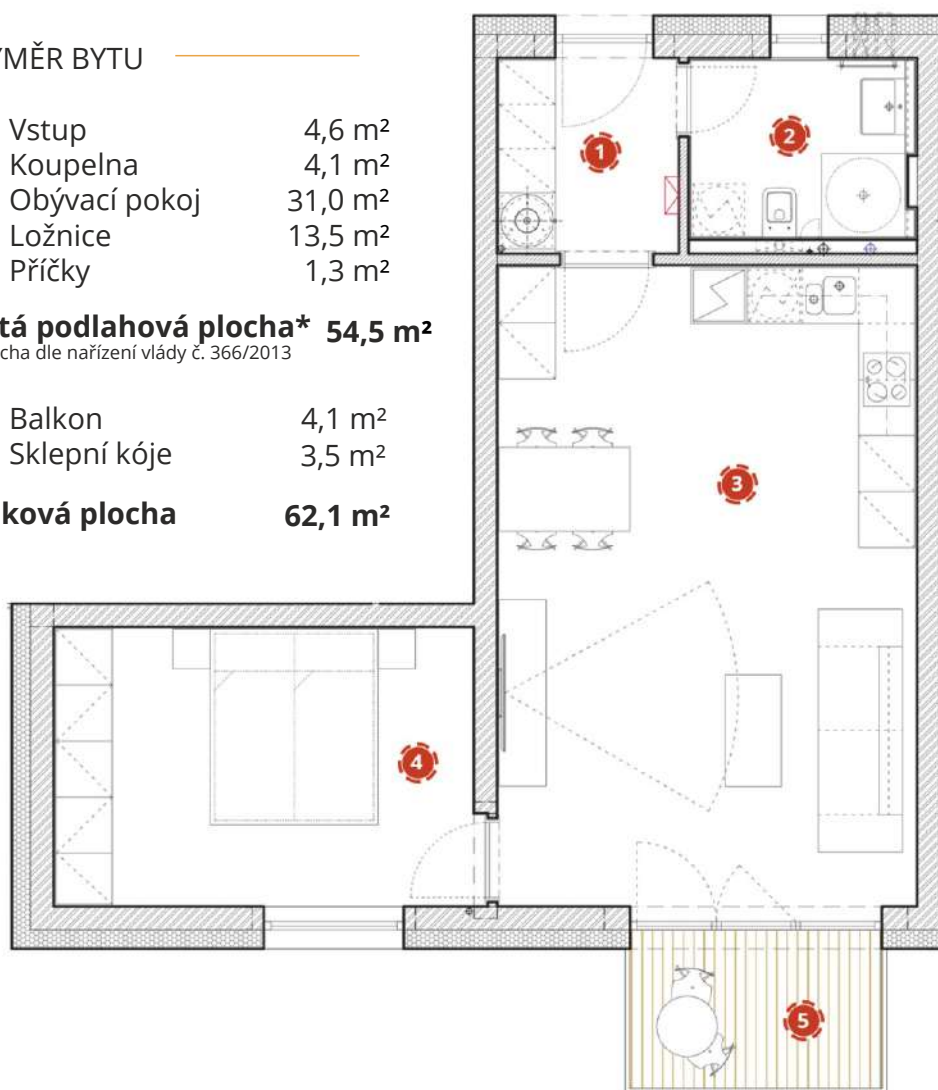 YMĚR BYTU
Vstup 4,6 m²
Koupelna 4,1 m²
Obývací pokoj 31,0 m²
Ložnice 13,5 m²
Příčky 1,3 m²
tá podlahová plocha* 54,5 m²
cha dle nařízení vlády č. 366/2013
Balkon 4,1 m²
Sklepní kóje 3,5 m²
ková plocha 62,1 m²
1
2
3
4
5